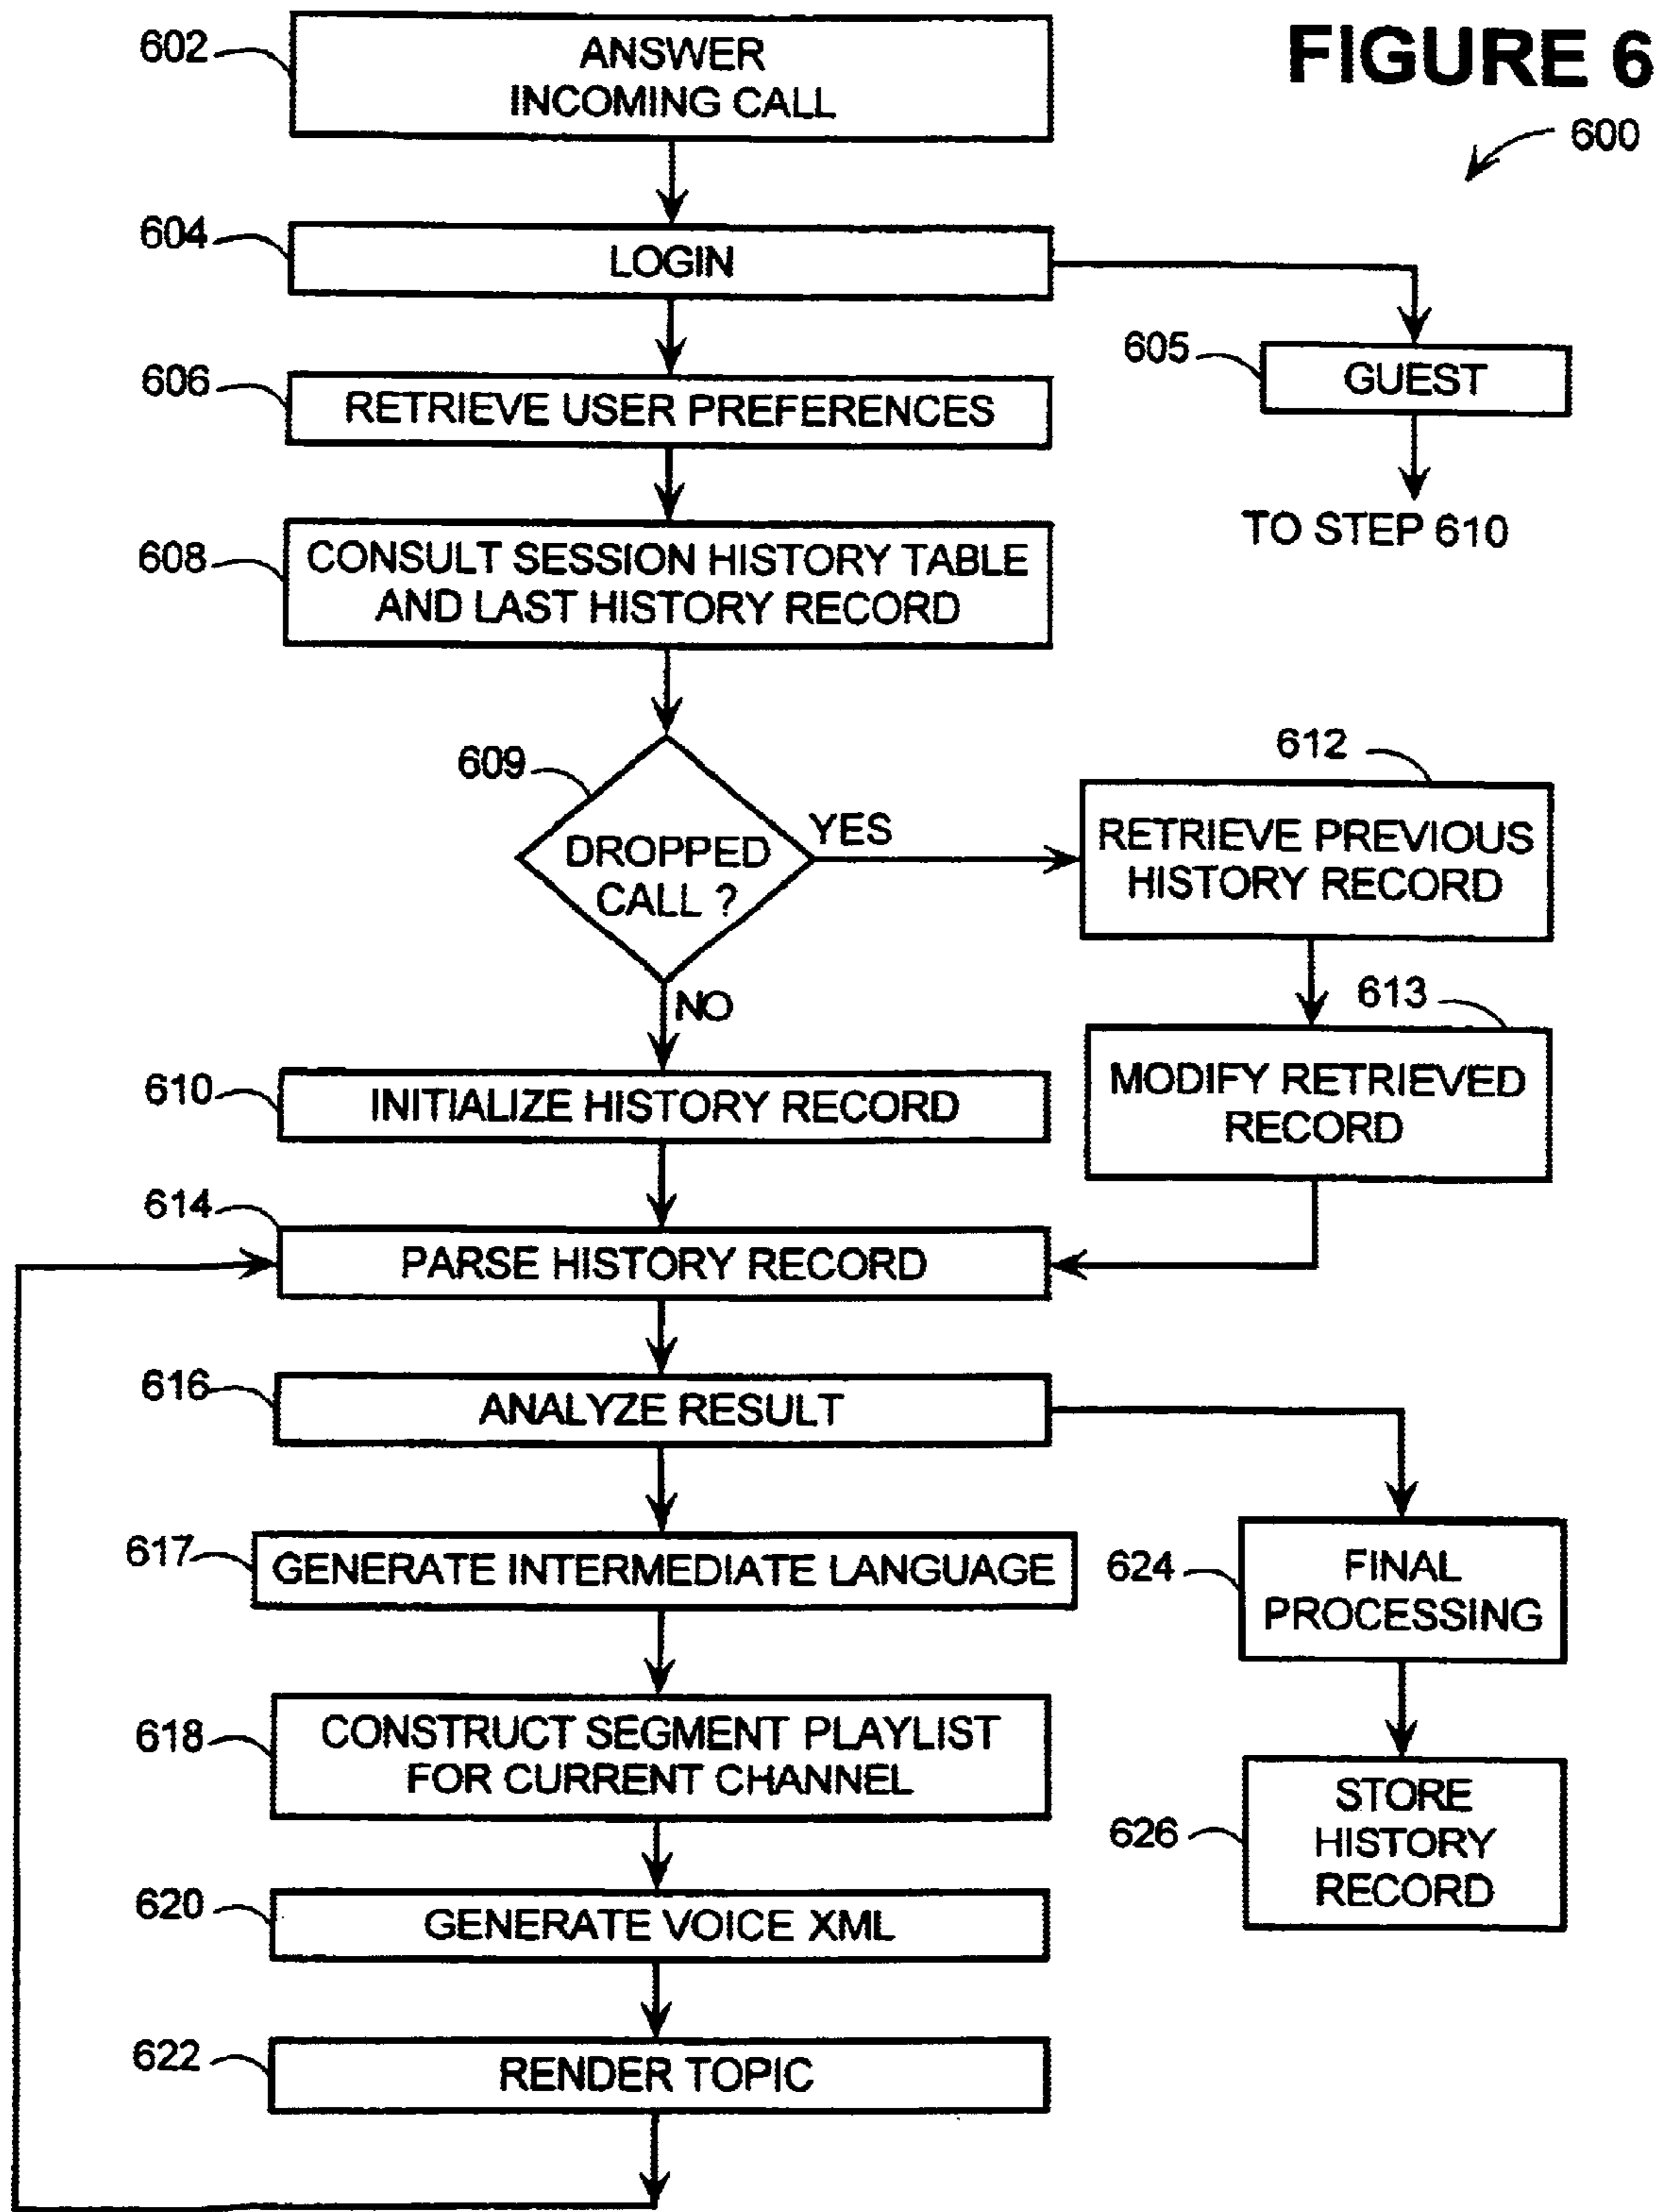 FIGURE 6
600
602
ANSWER
INCOMING CALL
604
LOGIN
605
GUEST
TO STEP 610
606
RETRIEVE USER PREFERENCES
608
CONSULT SESSION HISTORY TABLE
AND LAST HISTORY RECORD
609
DROPPED
CALL ?
YES
NO
612
RETRIEVE PREVIOUS
HISTORY RECORD
613
MODIFY RETRIEVED
RECORD
610
INITIALIZE HISTORY RECORD
614
PARSE HISTORY RECORD
616
ANALYZE RESULT
617
GENERATE INTERMEDIATE LANGUAGE
624
FINAL
PROCESSING
618
CONSTRUCT SEGMENT PLAYLIST
FOR CURRENT CHANNEL
626
STORE
HISTORY
RECORD
620
GENERATE VOICE XML
622
RENDER TOPIC